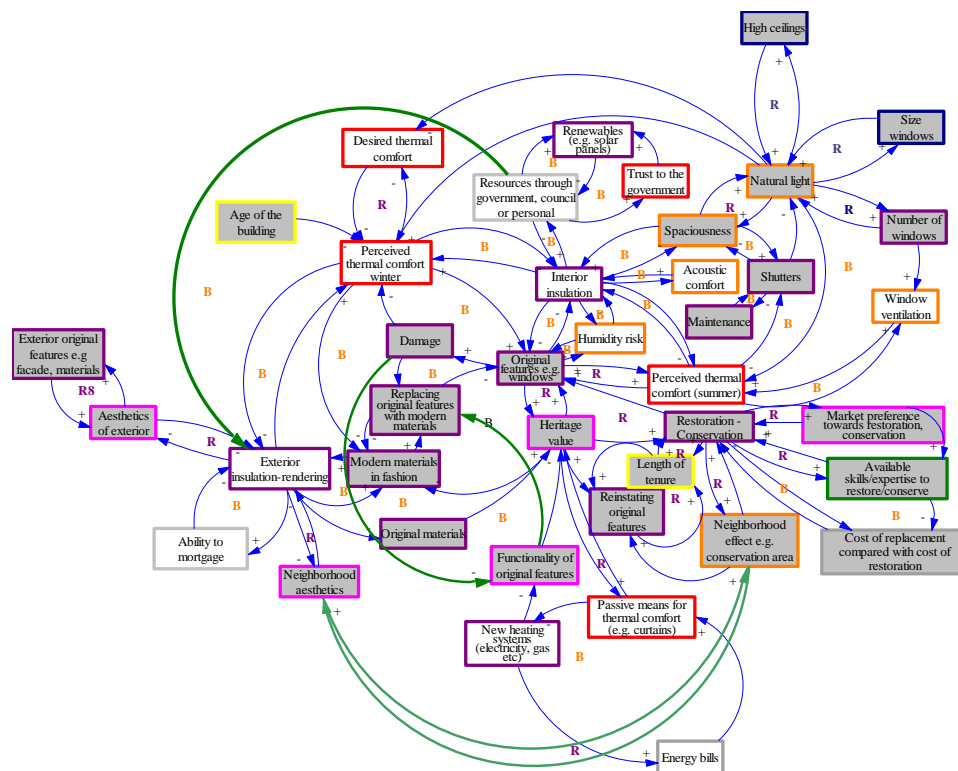 High ceilings
Size
windows
Renewables
(e.g. solar
panels)
Desired thermal
comfort
Trust to the
government
Natural light
Resources through
government, council
or personal
Age of the
building
Number of
windows
Spaciousness
Perceived
thermal comfort
winter
Interior
insulation
Acoustic
comfort
Shutters
Window
ventilation
Maintenance
Exterior original
features e.g
facade, materials
R8
Damage
Humidity risk
Original
features e.g.
windows
Perceived thermal
comfort (summer)
Aesthetics
of exterior
Replacing
original features
with modern
materials
Heritage
value
Restoration -
Conservation
Market preference
towards restoration,
conservation
Exterior
insulation-rendering
Modern materials
in fashion
Length of
tenure
Available
skills/expertise to
restore/conserve
Reinstating
original
features
Original materials
Ability to
mortgage
Neighborhood
effect e.g.
conservation area
Cost of replacement
compared with cost of
restoration
Neighborhood
aesthetics
Functionality of
original features
Passive means for
thermal comfort
(e.g. curtains)
New heating
systems
(electricity, gas
etc)
Energy bills
R
B